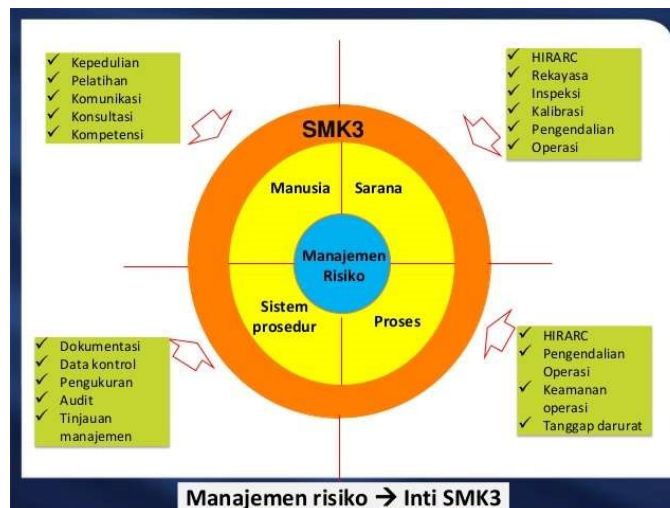 Kepedulian
Pelatihan
Komunikasi
Konsultasi
Kompetensi
HIRARC
Rekayasa
Inspeksi
Kalibrasi
Pengendalian
Operasi
SMK3
Manusia
Sarana
Manajemen
Risiko
Sistem
prosedur
Proses
Dokumentasi
Data kontrol
Pengukuran
Audit
Tinjauan
manajemen
HIRARC
Pengendalian
Operasi
Keamanan
operasi
Tanggap darurat
Manajemen risiko → Inti SMK3